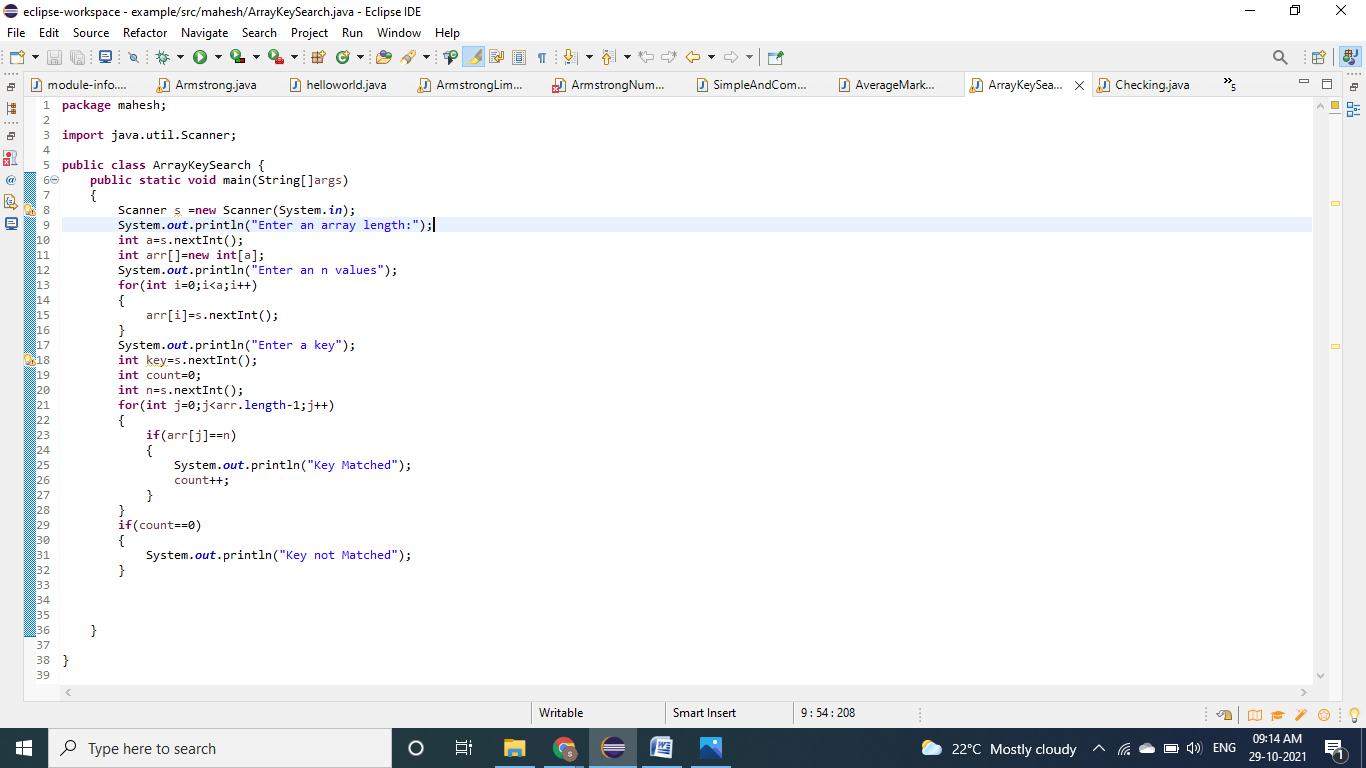 eclipse-workspace - example/src/mahesh/ArrayKeySearch.java - Eclipse IDE
File Edit Source Refactor Navigate Search Project Run Window Help
module-info.... Armstrong.java helloworld.java ArmstrongLim... ArmstrongNum... SimpleAndCom... AverageMark... ArrayKeySea... Checking.java »5
1 package mahesh;
2
3 import java.util.Scanner;
4
5 public class ArrayKeySearch {
6 public static void main(String[]args)
7 {
8 Scanner s =new Scanner(System.in);
9 System.out.println("Enter an array length:");
10 int a=s.nextInt();
11 int arr[]=new int[a];
12 System.out.println("Enter an n values");
13 for(int i=0;i<a;i++)
14 {
15 arr[i]=s.nextInt();
16 }
17 System.out.println("Enter a key");
18 int key=s.nextInt();
19 int count=0;
20 int n=s.nextInt();
21 for(int j=0;j<arr.length-1;j++)
22 {
23 if(arr[j]==n)
24 {
25 System.out.println("Key Matched");
26 count++;
27 }
28 }
29 if(count==0)
30 {
31 System.out.println("Key not Matched");
32 }
33
34
35
36 }
37
38 }
39
Writable Smart Insert 9 : 54 : 208
Type here to search 22°C Mostly cloudy ENG 09:14 AM
29-10-2021 1